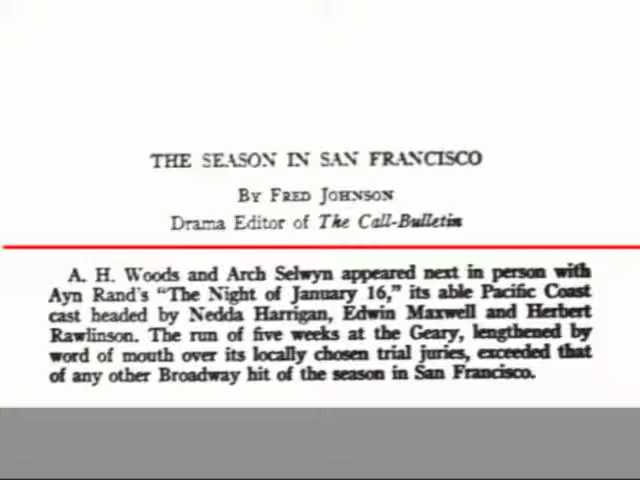 THE SEASON IN SAN FRANCISCO
BY FRED JOHNSON
Drama Editor of The Call-Bulletin
A. H. Woods and Arch Selwyn appeared next in person with
Ayn Rand's "The Night of January 16," its able Pacific Coast
cast headed by Nedda Harrigan, Edwin Maxwell and Herbert
Rawlinson. The run of five weeks at the Geary, lengthened by
word of mouth over its locally chosen trial juries, exceeded that
of any other Broadway hit of the season in San Francisco.